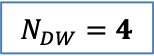 N_DW = 4